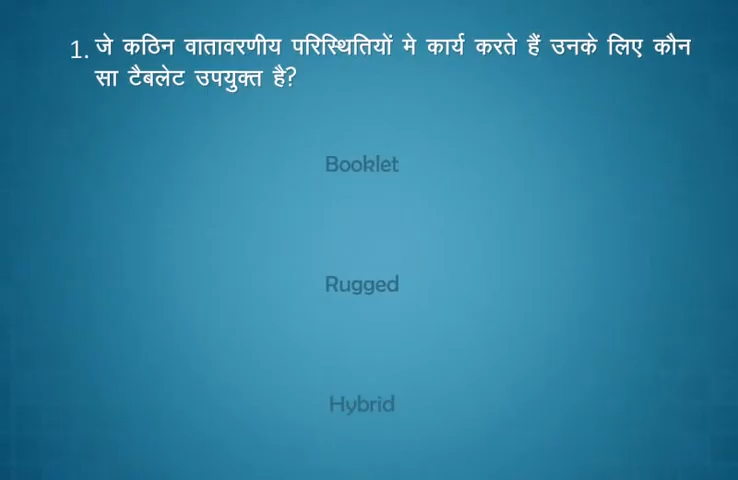 1. जे कठिन वातावरणीय परिस्थितियों मे कार्य करते हैं उनके लिए कौन
सा टैबलेट उपयुक्त है?
Booklet
Rugged
Hybrid